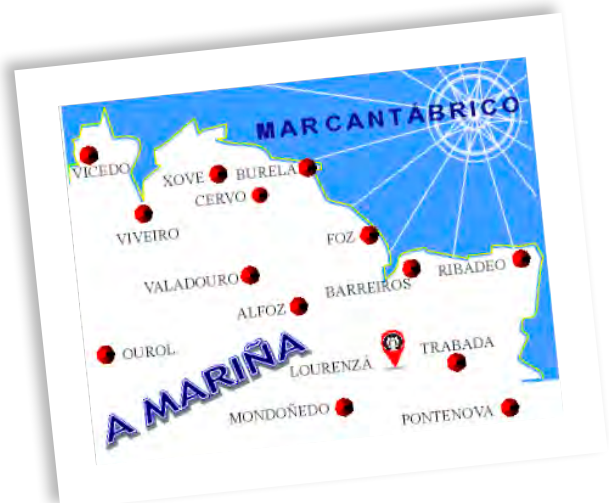 MAR CANTÁBRICO
VICEDO
XOVE
BURELA
CERVO
VIVEIRO
FOZ
VALADOURO
BARREIROS
RIBADEO
ALFOZ
OUROL
A MARIÑA
LOURENZÁ
TRABADA
MONDOÑEDO
PONTENOVA